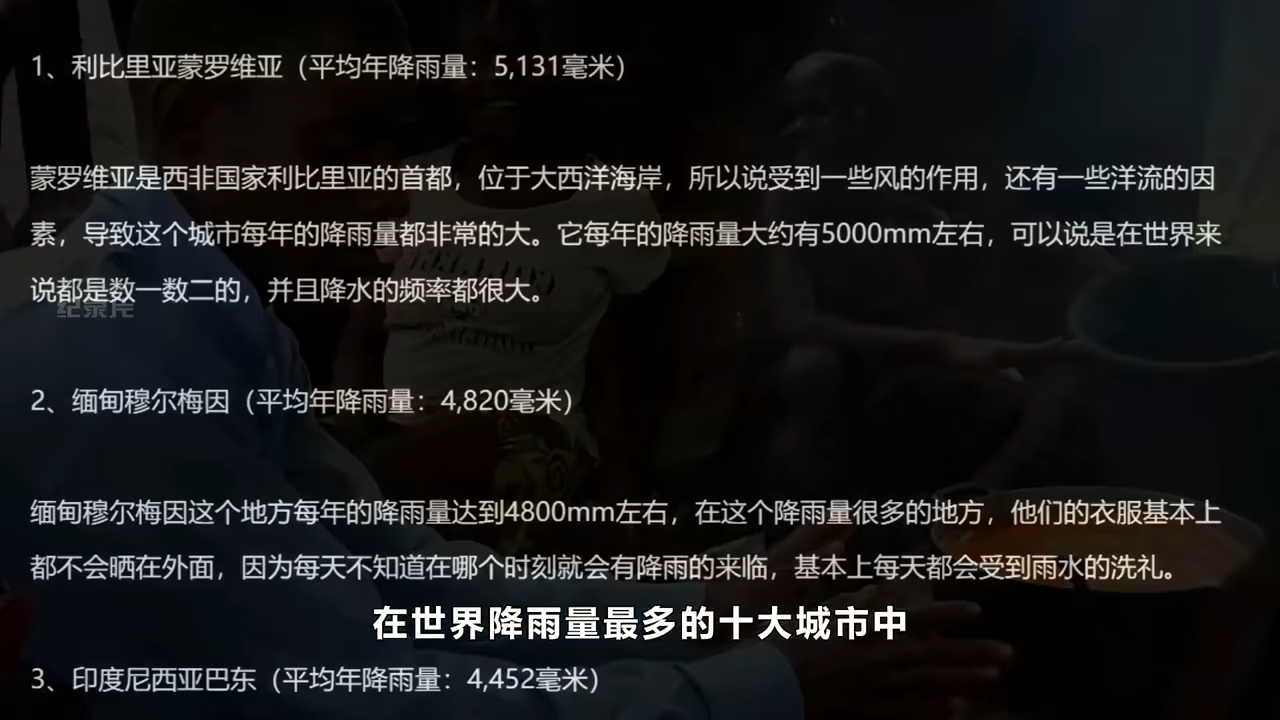 1、利比里亚蒙罗维亚（平均年降雨量：5,131毫米）
蒙罗维亚是西非国家利比里亚的首都，位于大西洋海岸，所以说受到一些风的作用，还有一些洋流的因
素，导致这个城市每年的降雨量都非常的大。它每年的降雨量大约有5000mm左右，可以说是在世界来
说都是数一数二的，并且降水的频率都很大。
纪录片
2、缅甸穆尔梅因（平均年降雨量：4,820毫米）
缅甸穆尔梅因这个地方每年的降雨量达到4800mm左右，在这个降雨量很多的地方，他们的衣服基本上
都不会晒在外面，因为每天不知道在哪个时刻就会有降雨的来临，基本上每天都会受到雨水的洗礼。
在世界降雨量最多的十大城市中
3、印度尼西亚巴东（平均年降雨量：4,452毫米）